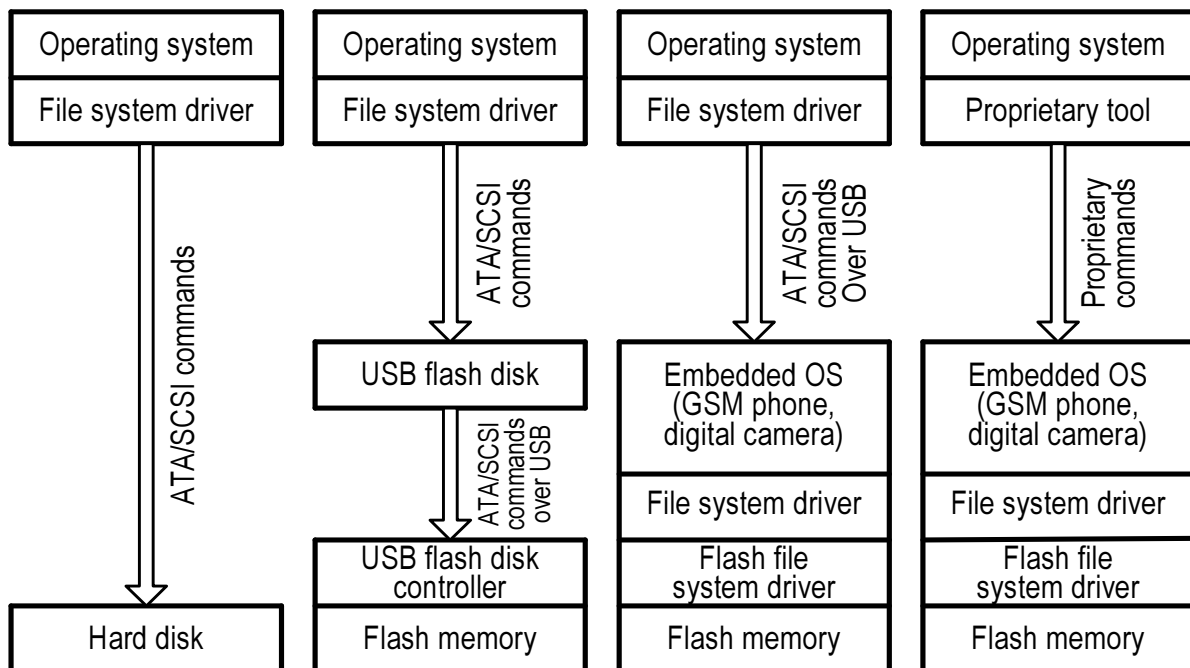 Operating system
File system driver
ATA/SCSI commands
Hard disk
Operating system
File system driver
ATA/SCSI
commands
USB flash disk
ATA/SCSI
commands
over USB
USB flash disk
controller
Flash memory
Operating system
File system driver
ATA/SCSI
commands
Over USB
Embedded OS
(GSM phone,
digital camera)
File system driver
Flash file
system driver
Flash memory
Operating system
Proprietary tool
Proprietary
commands
Embedded OS
(GSM phone,
digital camera)
File system driver
Flash file
system driver
Flash memory